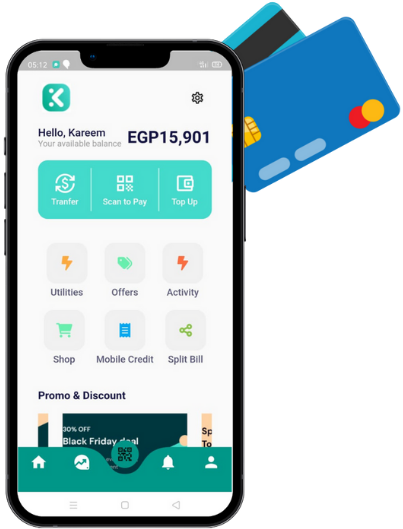 05:12
Hello, Kareem
Your available balance
EGP15,901
Tranfer
Scan to Pay
Top Up
Utilities
Offers
Activity
Shop
Mobile Credit
Split Bill
Promo & Discount
30% OFF
Black Friday deal
Sp
To